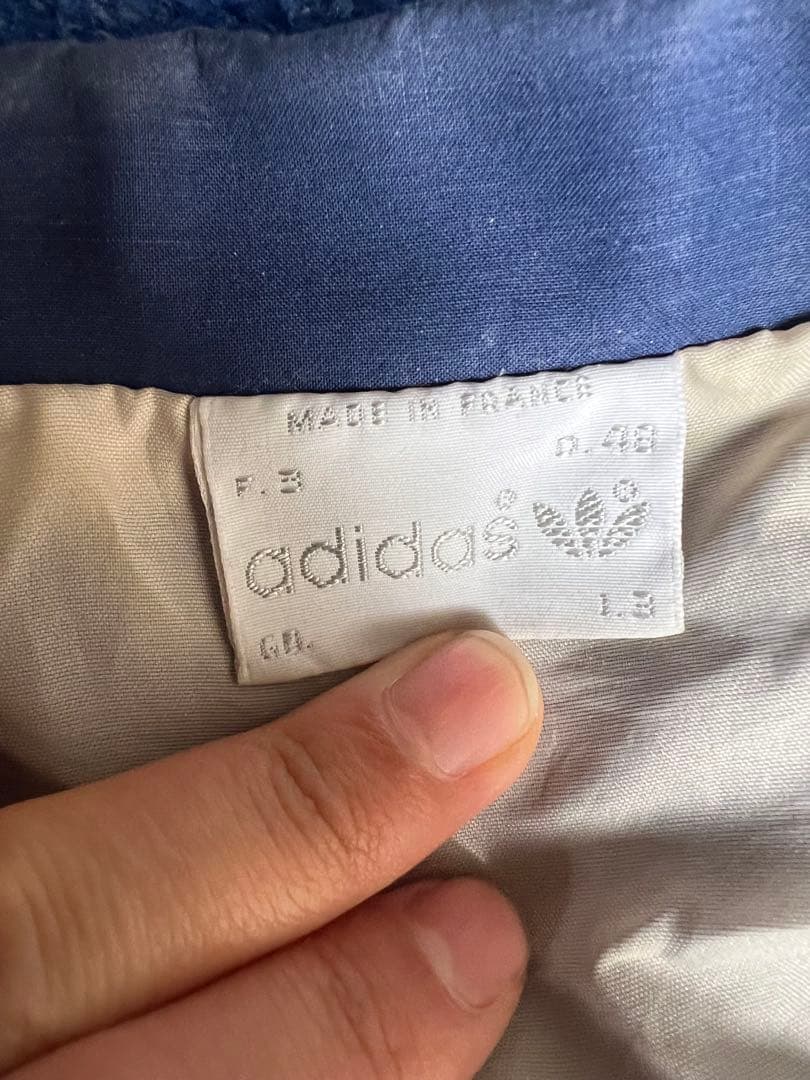 MADE IN FRANCE
D.48
F.3
adidas® ®
GB.
I.3